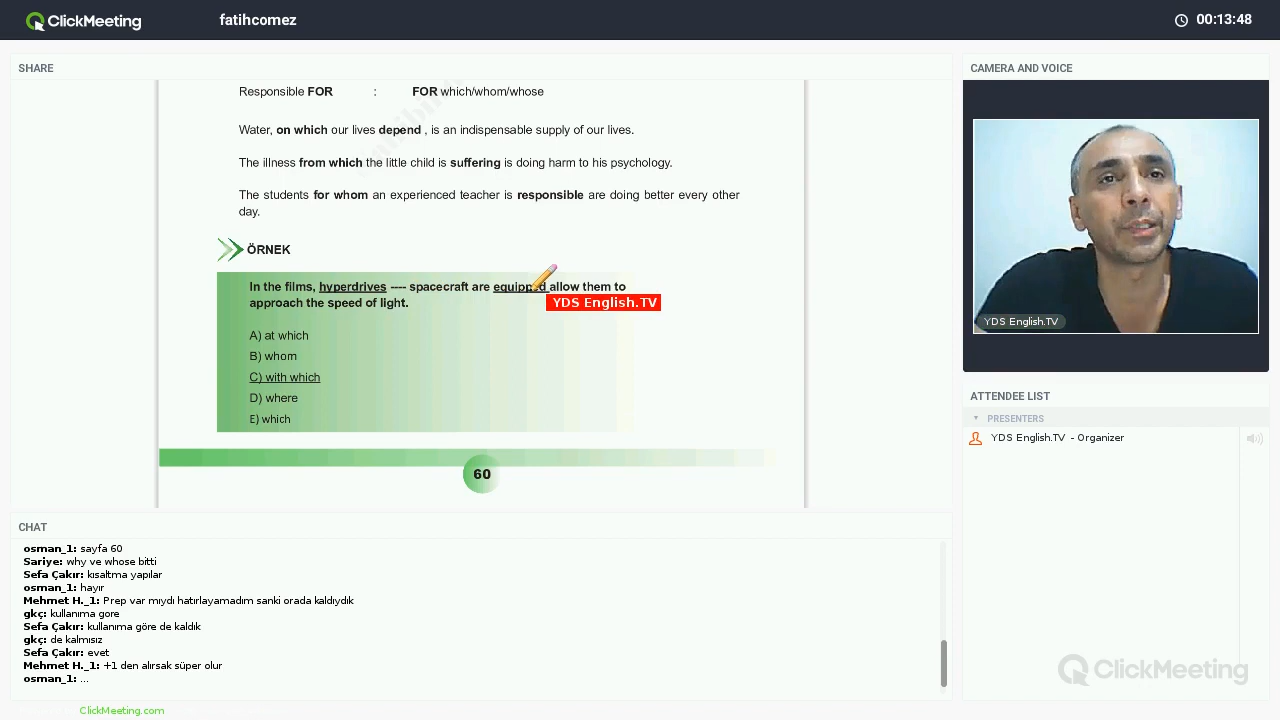 ClickMeeting
fatihcomez
00:13:48
SHARE
Responsible FOR : FOR which/whom/whose
Water, on which our lives depend , is an indispensable supply of our lives.
The illness from which the little child is suffering is doing harm to his psychology.
The students for whom an experienced teacher is responsible are doing better every other
day.
ÖRNEK
In the films, hyperdrives ---- spacecraft are equipped allow them to
approach the speed of light.
YDS English.TV
A) at which
B) whom
C) with which
D) where
E) which
60
CHAT
osman_1: sayfa 60
Sariye: why ve whose bitti
Sefa Çakır: kısaltma yapılar
osman_1: hayır
Mehmet H._1: Prep var mıydı hatırlayamadım sanki orada kaldıydık
gkç: kullanıma gore
Sefa Çakır: kullanıma göre de kaldık
gkç: de kalmısız
Sefa Çakır: evet
Mehmet H._1: +1 den alırsak süper olur
osman_1: ...
ClickMeeting.com
CAMERA AND VOICE
YDS English.TV
ATTENDEE LIST
PRESENTERS
YDS English.TV - Organizer
ClickMeeting